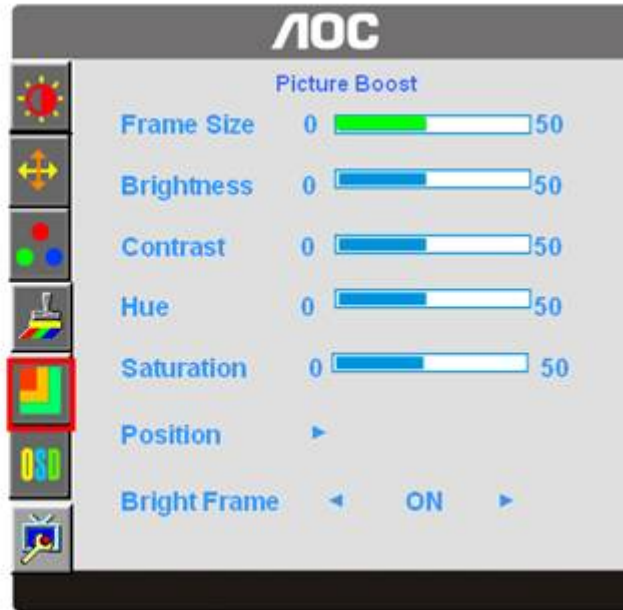 AOC
Picture Boost
Frame Size 0 50
Brightness 0 50
Contrast 0 50
Hue 0 50
Saturation 0 50
Position
Bright Frame ON
OSD